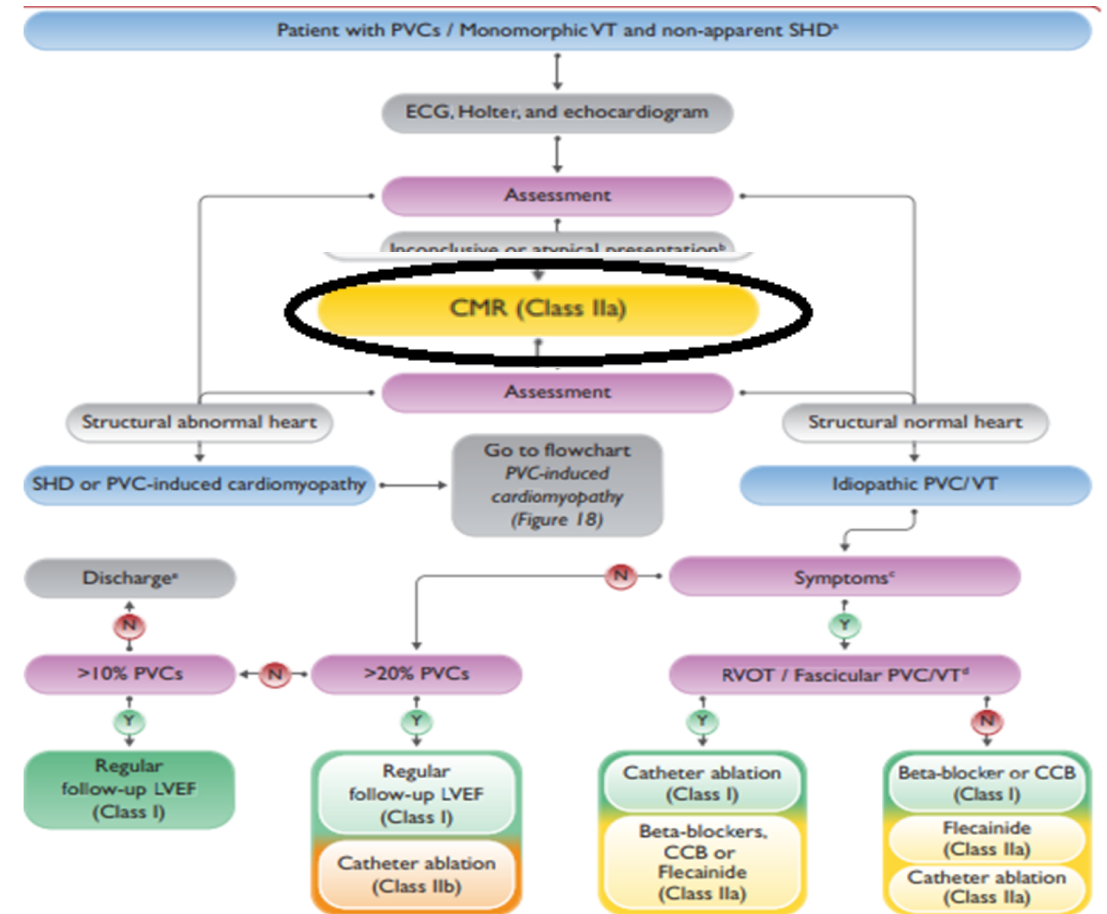 Patient with PVCs / Monomorphic VT and non-apparent SHDᵃ
ECG, Holter, and echocardiogram
Assessment
Inconclusive or atypical presentationᵇ
CMR (Class IIa)
Assessment
Structural abnormal heart
Structural normal heart
SHD or PVC-induced cardiomyopathy
Go to flowchart
PVC-induced
cardiomyopathy
(Figure 18)
Idiopathic PVC/VT
Dischargeᵉ
N
Symptomsᶜ
N
Y
>10% PVCs
N
>20% PVCs
RVOT / Fascicular PVC/VTᵈ
Y
Y
Y
N
Regular
follow-up LVEF
(Class I)
Regular
follow-up LVEF
(Class I)
Catheter ablation
(Class IIb)
Catheter ablation
(Class I)
Beta-blockers,
CCB or
Flecainide
(Class IIa)
Beta-blocker or CCB
(Class I)
Flecainide
(Class IIa)
Catheter ablation
(Class IIa)